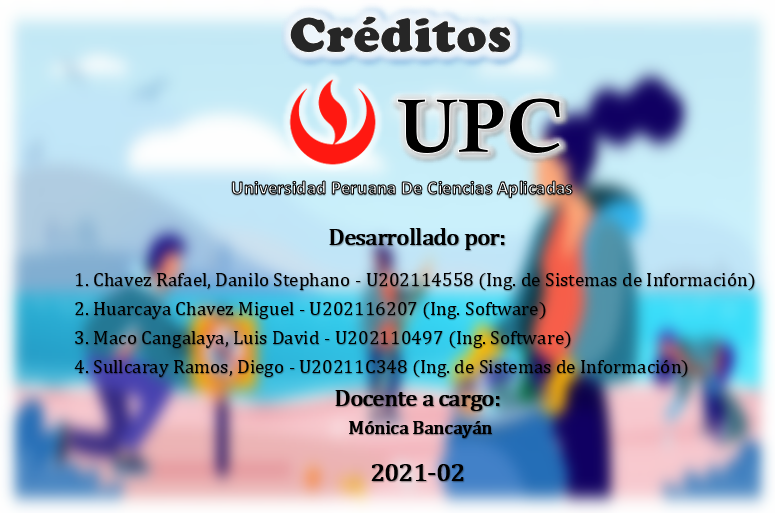 Créditos
UPC
Universidad Peruana De Ciencias Aplicadas
Desarrollado por:
1. Chavez Rafael, Danilo Stephano - U202114558 (Ing. de Sistemas de Información)
2. Huarcaya Chavez Miguel - U202116207 (Ing. Software)
3. Maco Cangalaya, Luis David - U202110497 (Ing. Software)
4. Sullcaray Ramos, Diego - U20211C348 (Ing. de Sistemas de Información)
Docente a cargo:
Mónica Bancayán
2021-02